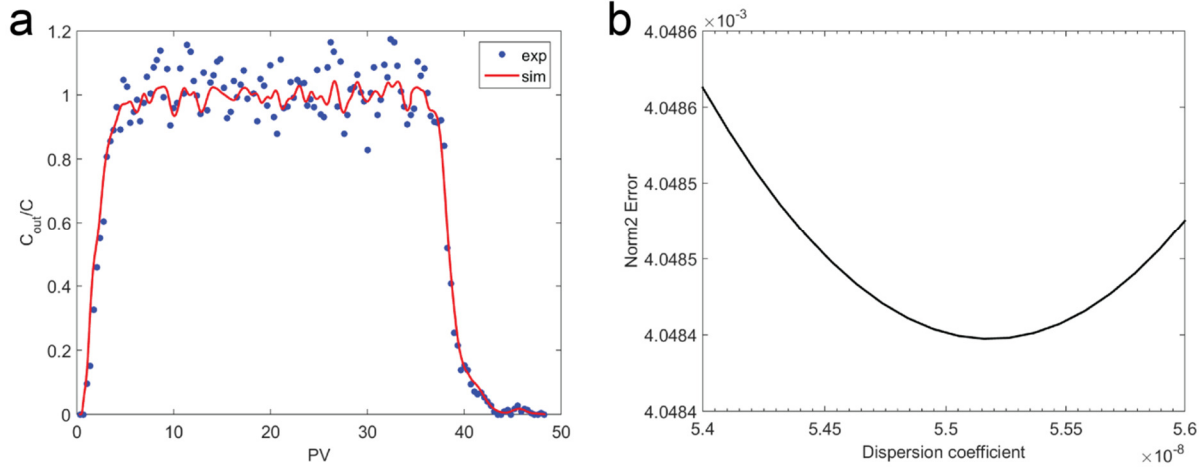 a
1.2
1
0.8
0.6
0.4
0.2
0
C_out/C
0 10 20 30 40 50
PV
exp
sim
b
×10⁻³
4.0486
4.0486
4.0485
4.0485
4.0484
4.0484
Norm2 Error
5.4 5.45 5.5 5.55 5.6
Dispersion coefficient
×10⁻⁸